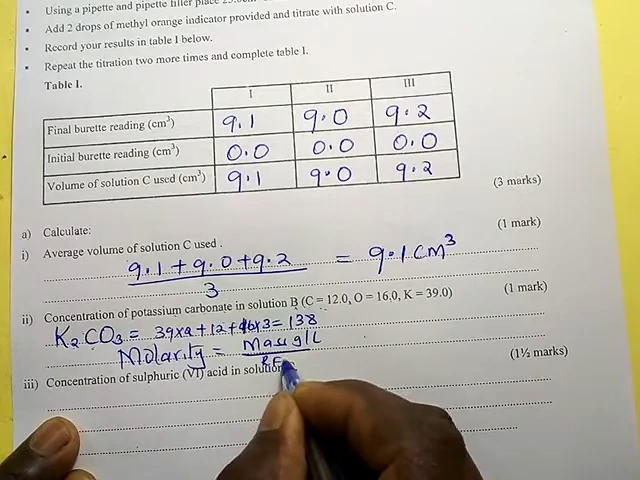 Using a pipette and pipette filler place 25.0cm
Add 2 drops of methyl orange indicator provided and titrate with solution C.
Record your results in table I below.
Repeat the titration two more times and complete table I.
Table I.
I II III
Final burette reading (cm³) 9.1 9.0 9.2
Initial burette reading (cm³) 0.0 0.0 0.0
Volume of solution C used (cm³) 9.1 9.0 9.2
(3 marks)
a) Calculate:
i) Average volume of solution C used . (1 mark)
9.1 + 9.0 + 9.2 = 9.1 cm³
3
ii) Concentration of potassium carbonate in solution B (C = 12.0, O = 16.0, K = 39.0) (1 mark)
K₂CO₃ = 39x2 + 12 + 16x3 = 138
Molarity = Mass g/L
RF
iii) Concentration of sulphuric (VI) acid in solution (1½ marks)